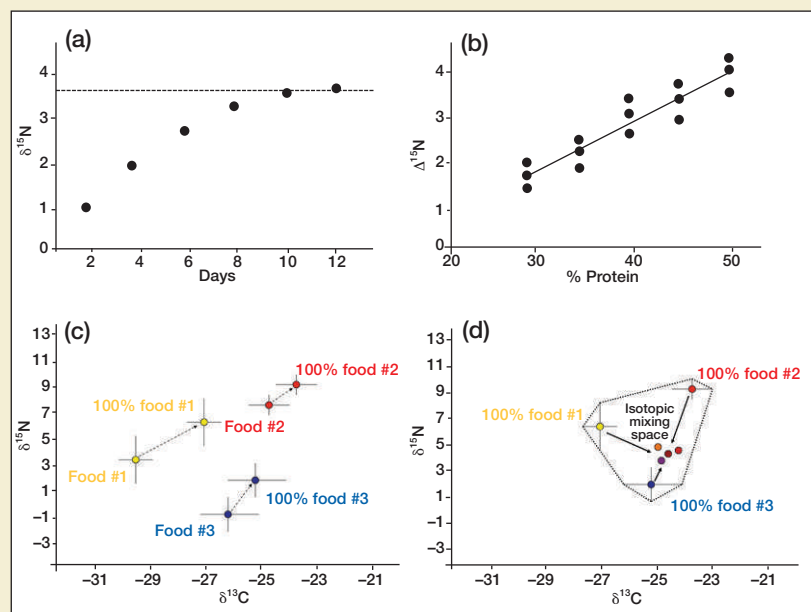 (a)
4
3
2
1
0
δ15N
2 4 6 8 10 12
Days
(b)
4
3
2
1
0
Δ15N
20 30 40 50
% Protein
(c)
13
11
9
7
5
3
1
–1
–3
δ15N
100% food #2
100% food #1
Food #2
Food #1
100% food #3
Food #3
–31 –29 –27 –25 –23 –21
δ13C
(d)
13
11
9
7
5
3
1
–1
–3
δ15N
100% food #2
100% food #1
Isotopic
mixing
space
100% food #3
–31 –29 –27 –25 –23 –21
δ13C